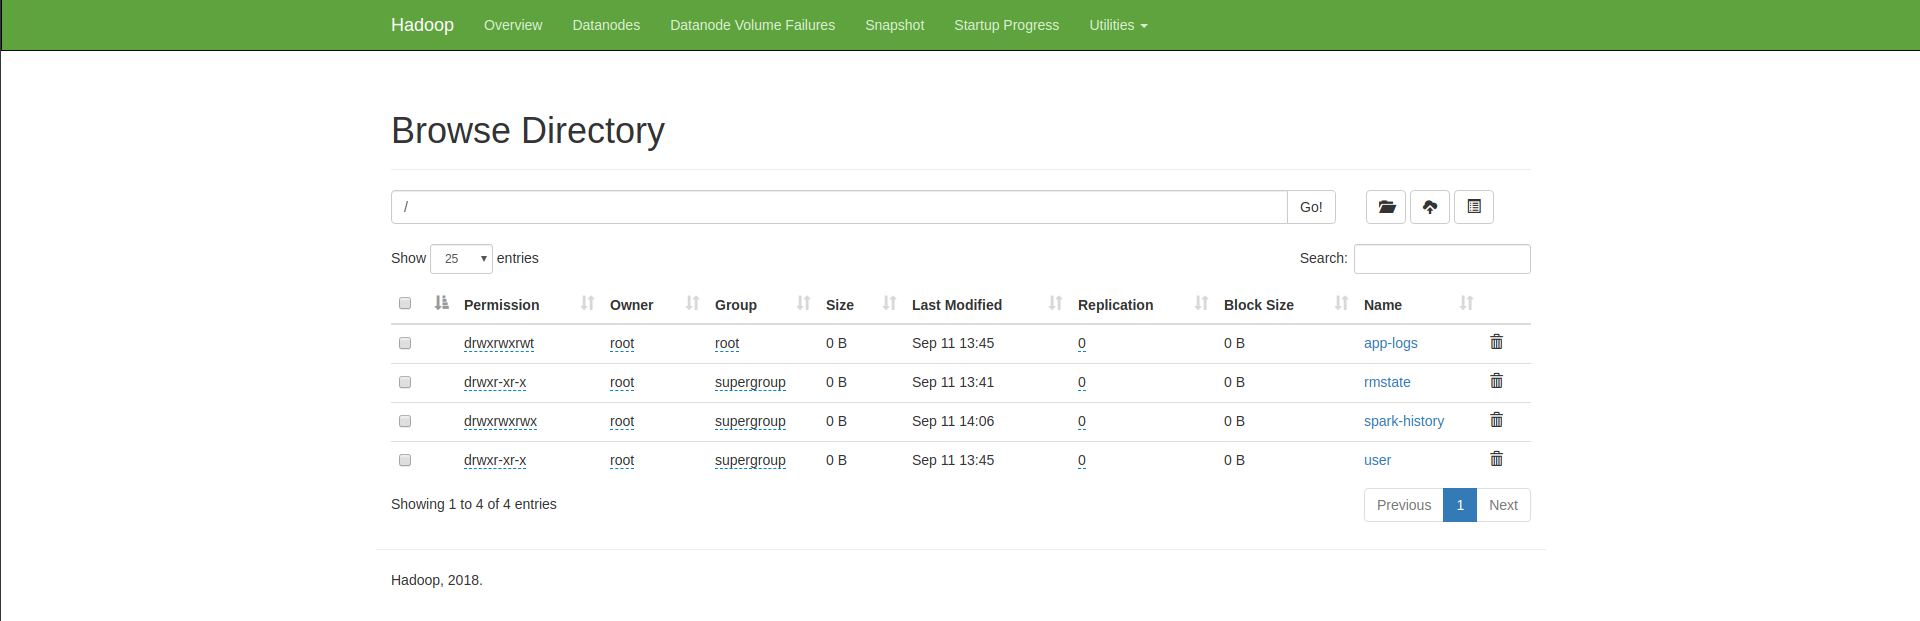 Hadoop Overview Datanodes Datanode Volume Failures Snapshot Startup Progress Utilities
Browse Directory
/ Go!
Show 25 entries Search:
Permission Owner Group Size Last Modified Replication Block Size Name
drwxrwxrwt root root 0 B Sep 11 13:45 0 0 B app-logs
drwxr-xr-x root supergroup 0 B Sep 11 13:41 0 0 B rmstate
drwxrwxrwx root supergroup 0 B Sep 11 14:06 0 0 B spark-history
drwxr-xr-x root supergroup 0 B Sep 11 13:45 0 0 B user
Showing 1 to 4 of 4 entries Previous 1 Next
Hadoop, 2018.